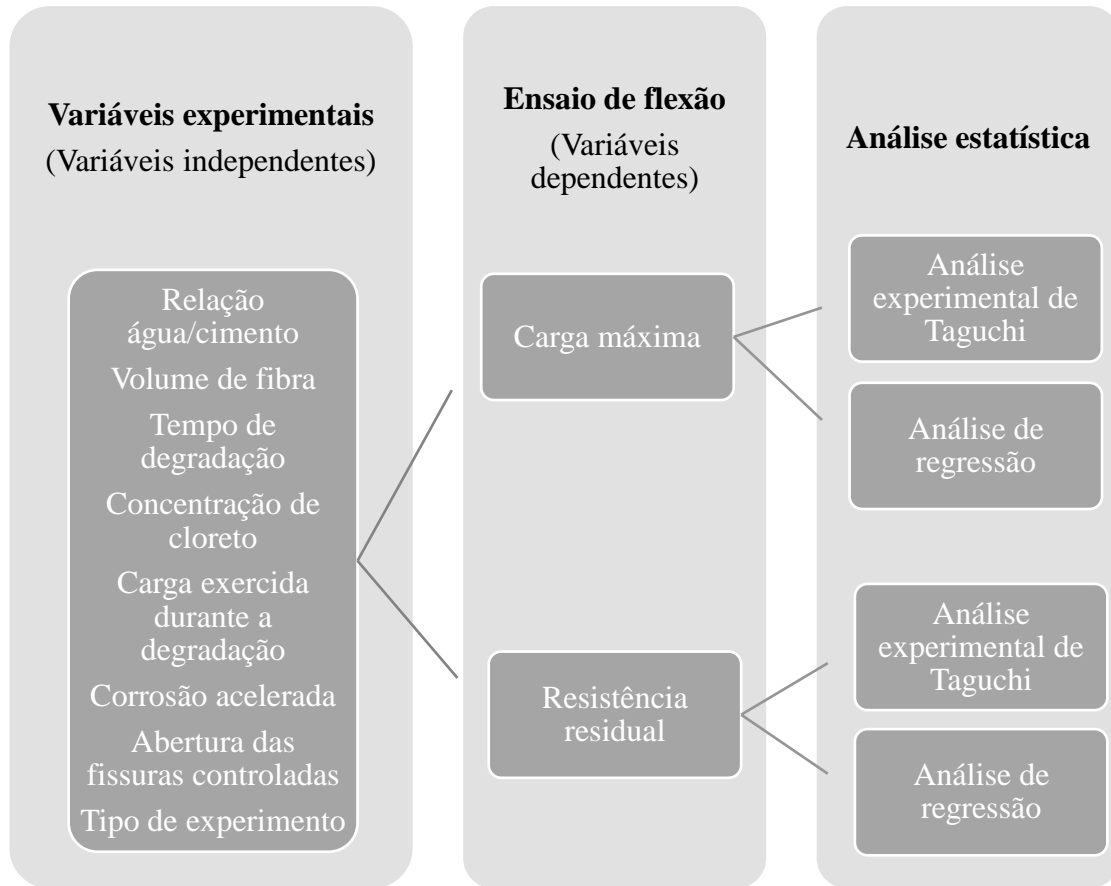 Variáveis experimentais
(Variáveis independentes)
Relação
água/cimento
Volume de fibra
Tempo de
degradação
Concentração de
cloreto
Carga exercida
durante a
degradação
Corrosão acelerada
Abertura das
fissuras controladas
Tipo de experimento
Ensaio de flexão
(Variáveis
dependentes)
Carga máxima
Resistência
residual
Análise estatística
Análise
experimental de
Taguchi
Análise de
regressão
Análise
experimental de
Taguchi
Análise de
regressão